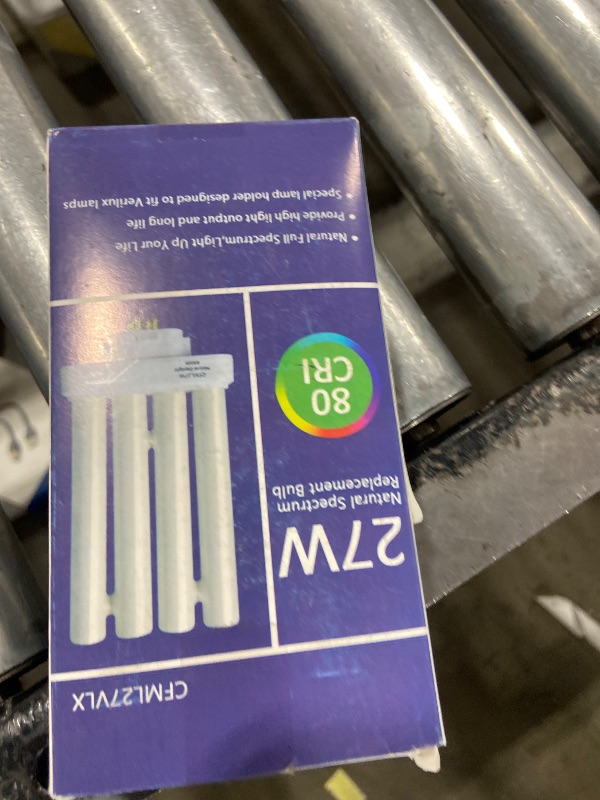 CFML27VLX
27W
Natural Spectrum
Replacement Bulb
80
CRI
• Natural Full Spectrum,Light Up Your Life
• Provide high light output and long life
• Special lamp holder designed to fit Verilux lamps